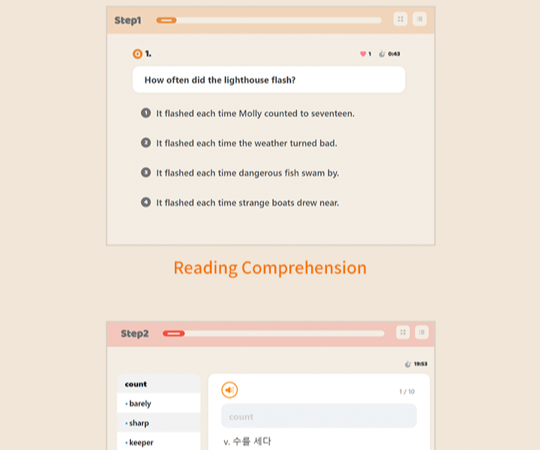 Step1
1.
1
0:43
How often did the lighthouse flash?
1 It flashed each time Molly counted to seventeen.
2 It flashed each time the weather turned bad.
3 It flashed each time dangerous fish swam by.
4 It flashed each time strange boats drew near.
Reading Comprehension
Step2
19:53
count
• barely
• sharp
• keeper
1 / 10
count
v. 수를 세다